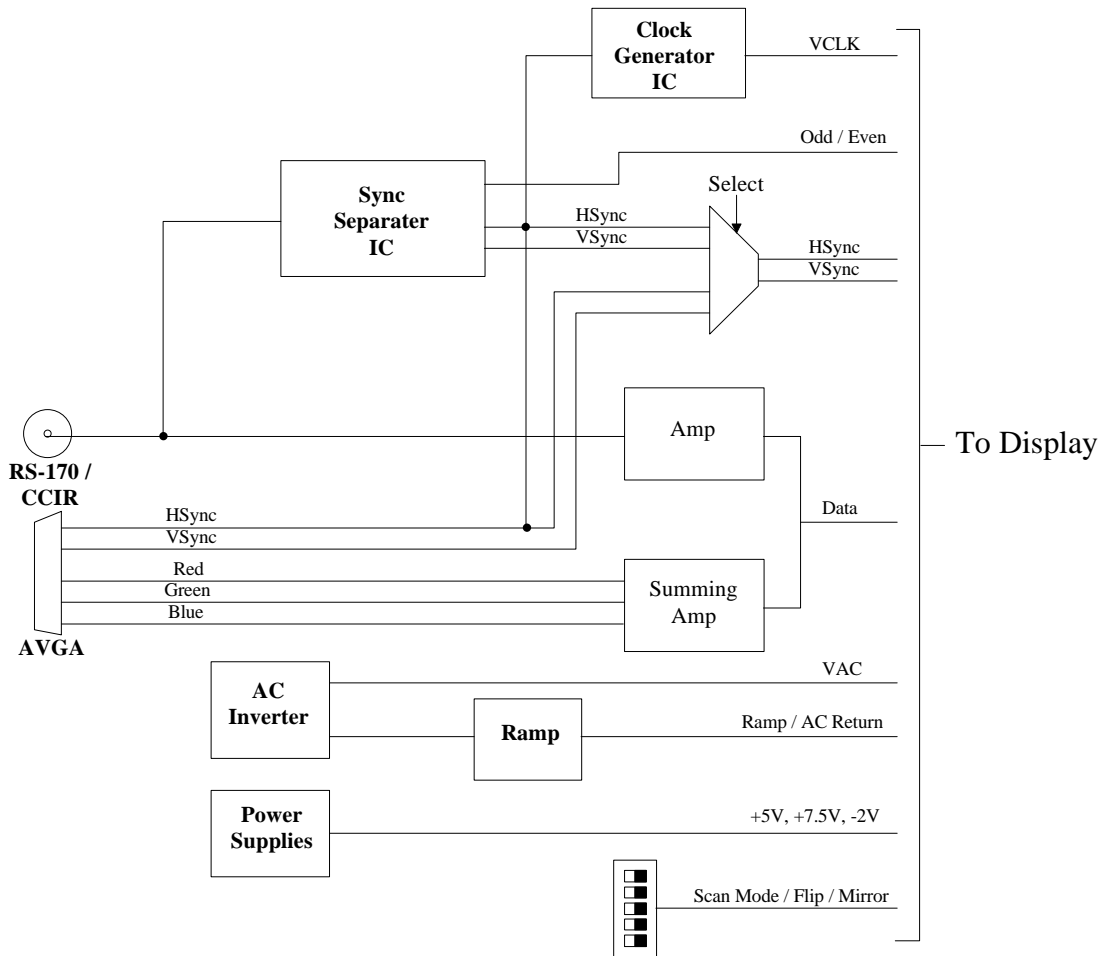 Clock
Generator
IC
VCLK
Odd / Even
Sync
Separater
IC
Select
HSync
VSync
HSync
VSync
Amp
To Display
RS-170 /
CCIR
HSync
VSync
Data
Red
Green
Blue
Summing
Amp
AVGA
AC
Inverter
VAC
Ramp
Ramp / AC Return
Power
Supplies
+5V, +7.5V, -2V
Scan Mode / Flip / Mirror